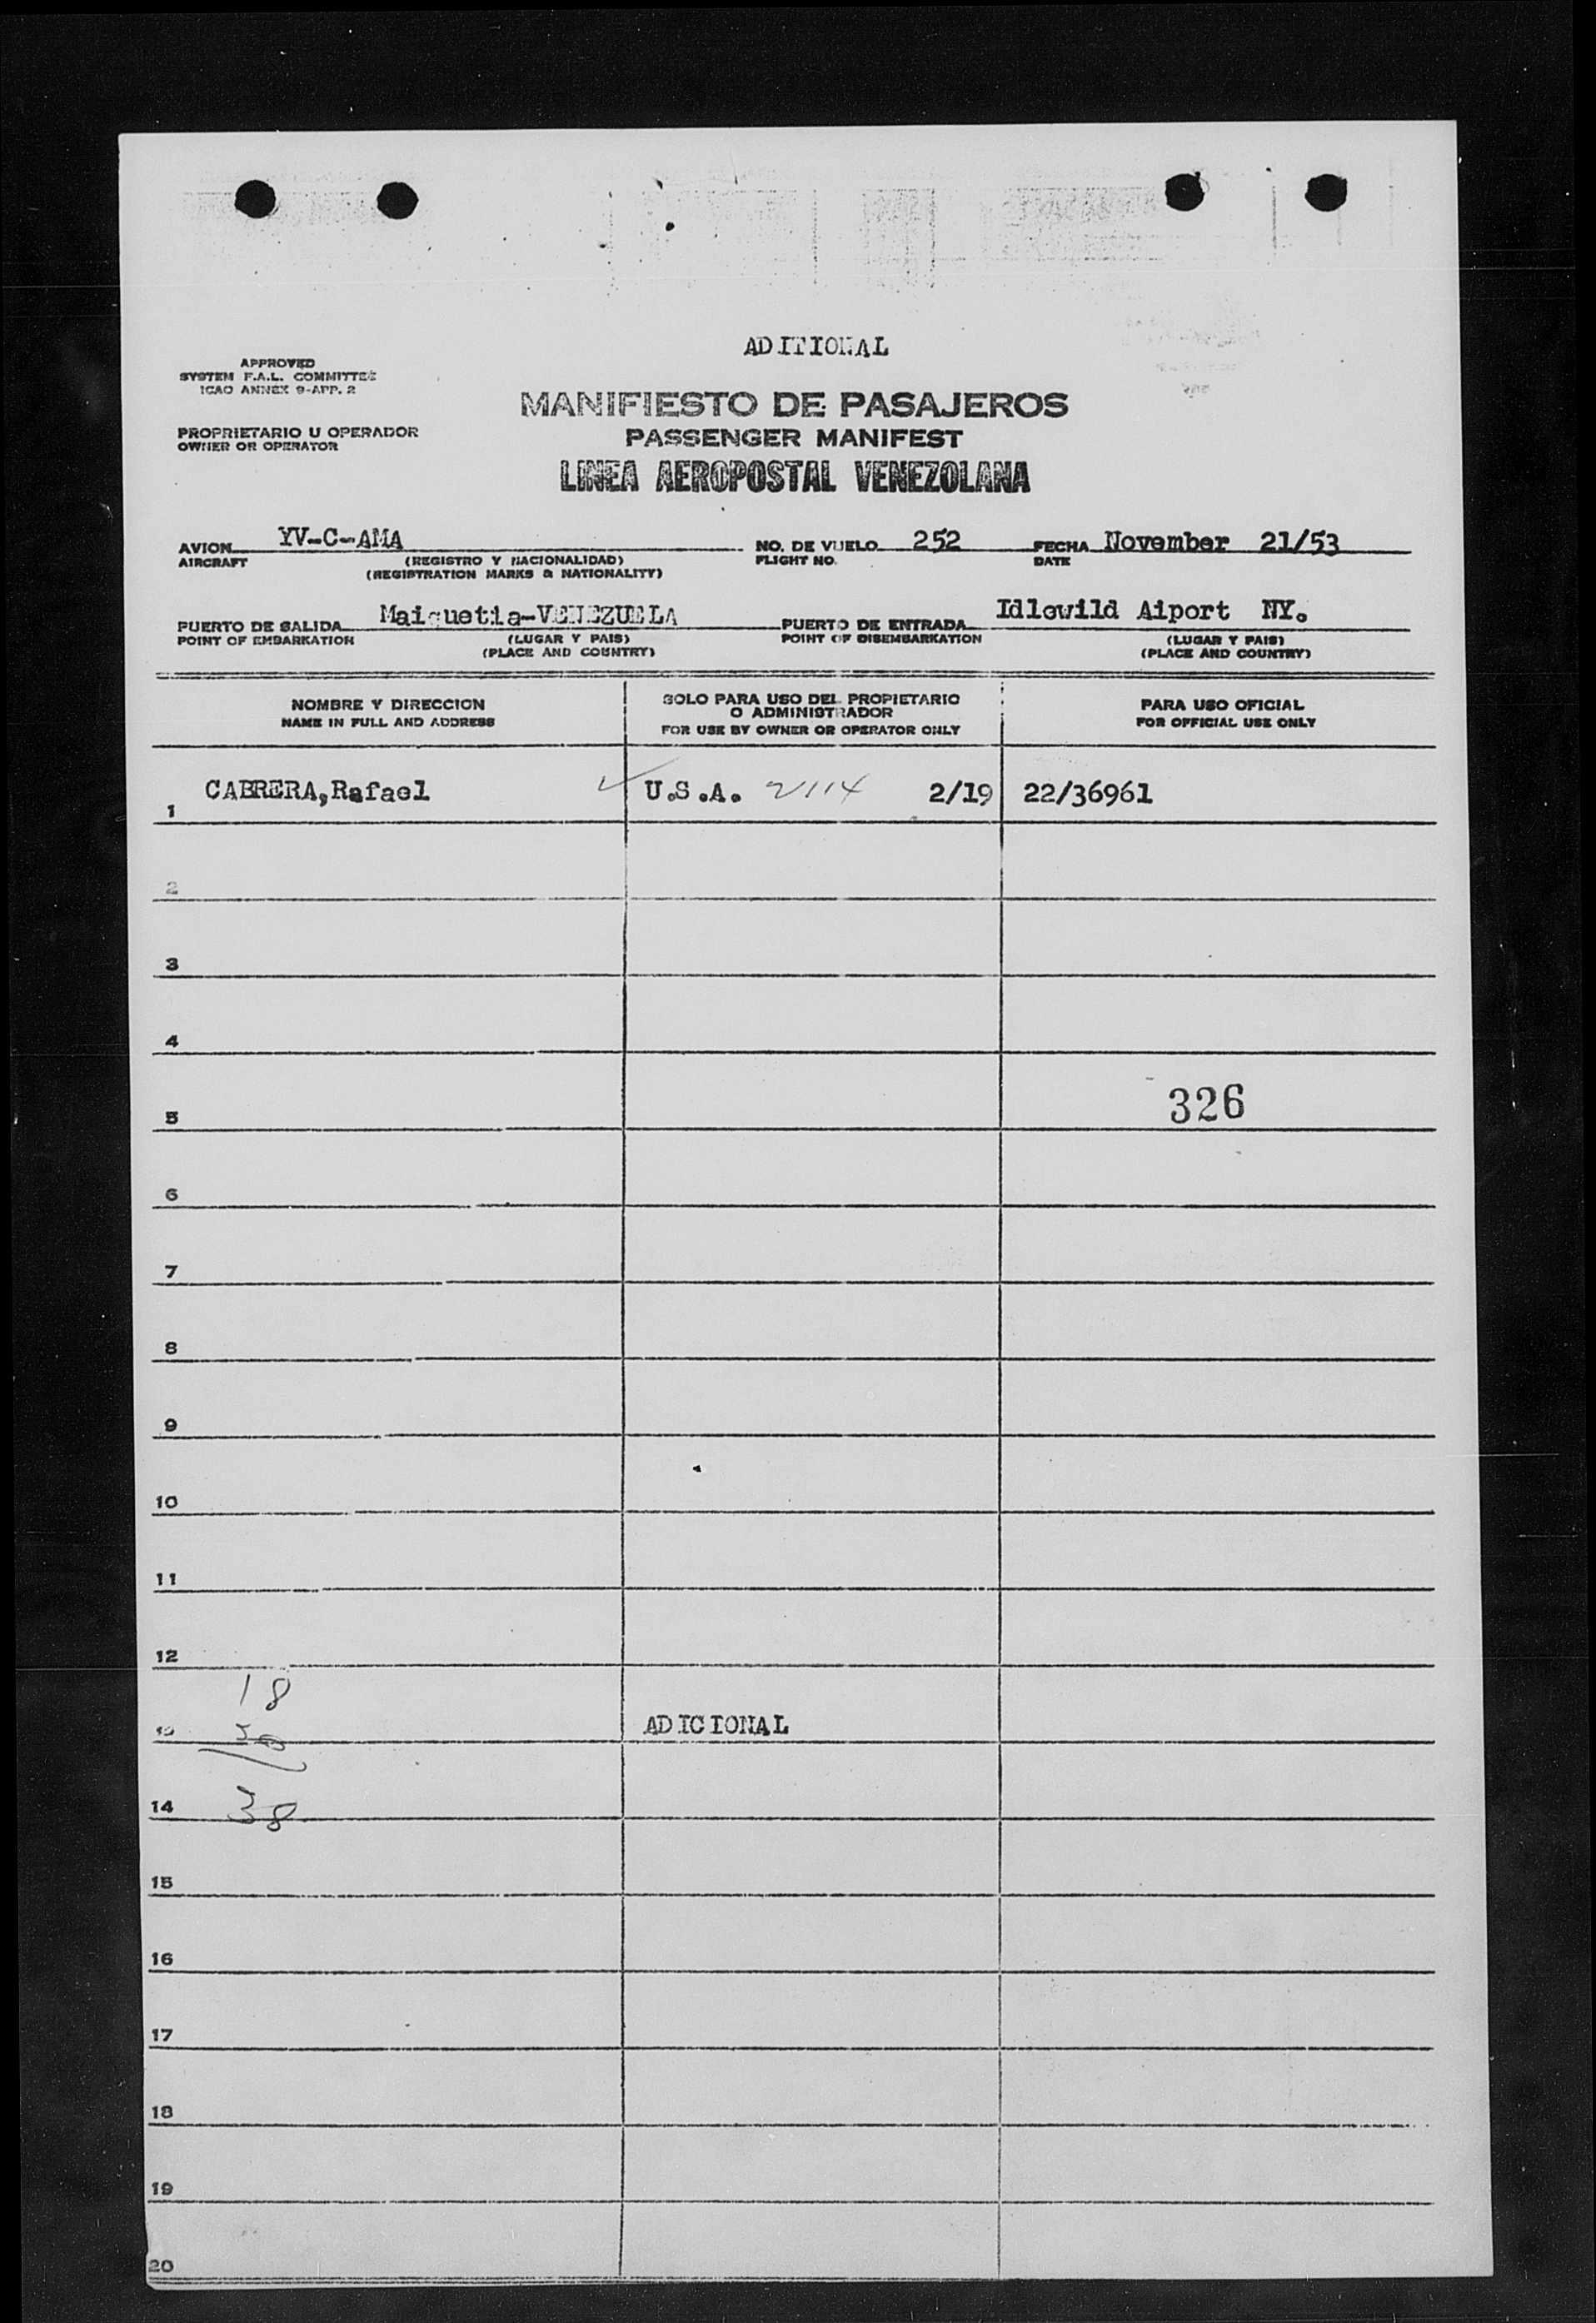 ADITIONAL
APPROVED
SYSTEM F.A.L. COMMITTEE
ICAO ANNEX 9-APP. 2
MANIFIESTO DE PASAJEROS
PROPRIETARIO U OPERADOR
OWNER OR OPERATOR
PASSENGER MANIFEST
LINEA AEROPOSTAL VENEZOLANA
AVION YV-C-AMA NO. DE VUELO 252 FECHA November 21/53
AIRCRAFT (REGISTRO Y NACIONALIDAD) FLIGHT NO. DATE
(REGISTRATION MARKS & NATIONALITY)
PUERTO DE SALIDA Maiquetia-VENEZUELA PUERTO DE ENTRADA Idlewild Aiport NY.
POINT OF EMBARKATION (LUGAR Y PAIS) POINT OF DISEMBARKATION (LUGAR Y PAIS)
(PLACE AND COUNTRY) (PLACE AND COUNTRY)
NOMBRE Y DIRECCION
NAME IN FULL AND ADDRESS
SOLO PARA USO DEL PROPIETARIO
O ADMINISTRADOR
FOR USE BY OWNER OR OPERATOR ONLY
PARA USO OFICIAL
FOR OFFICIAL USE ONLY
1 CABRERA,Rafael U.S.A. 2114 2/19 22/36961
2
3
4
5 326
6
7
8
9
10
11
12
18
13 ADICIONAL
14 38
15
16
17
18
19
20